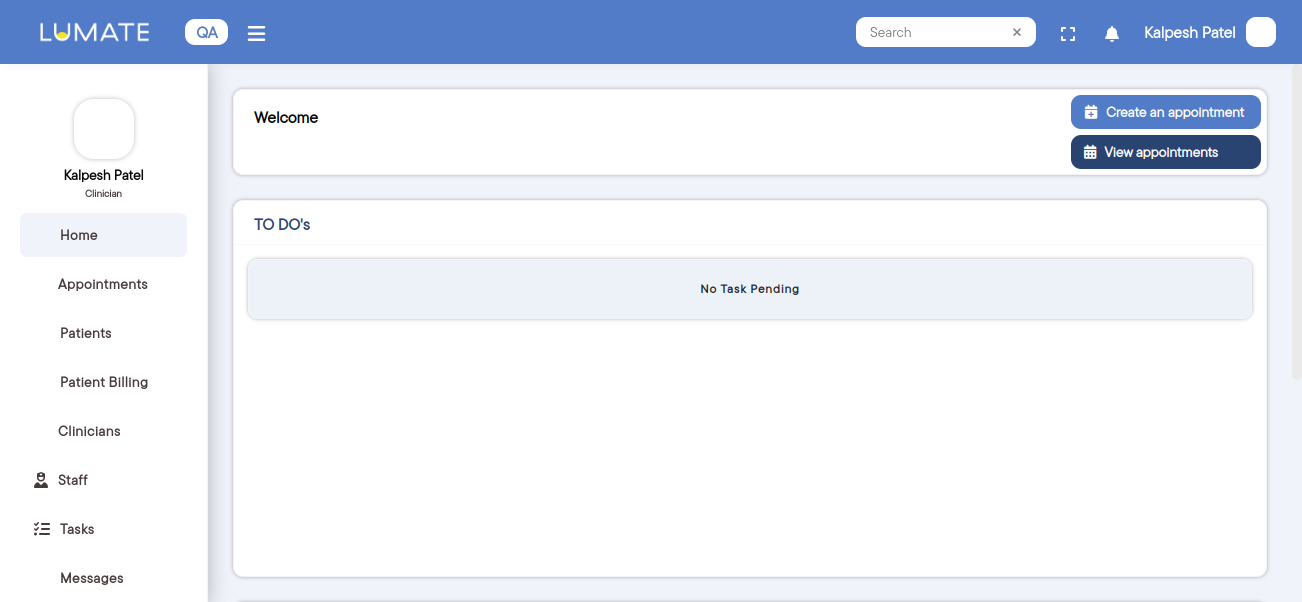 LUMATE
QA
Search
Kalpesh Patel
Kalpesh Patel
Clinician
Home
Appointments
Patients
Patient Billing
Clinicians
Staff
Tasks
Messages
Welcome
Create an appointment
View appointments
TO DO's
No Task Pending